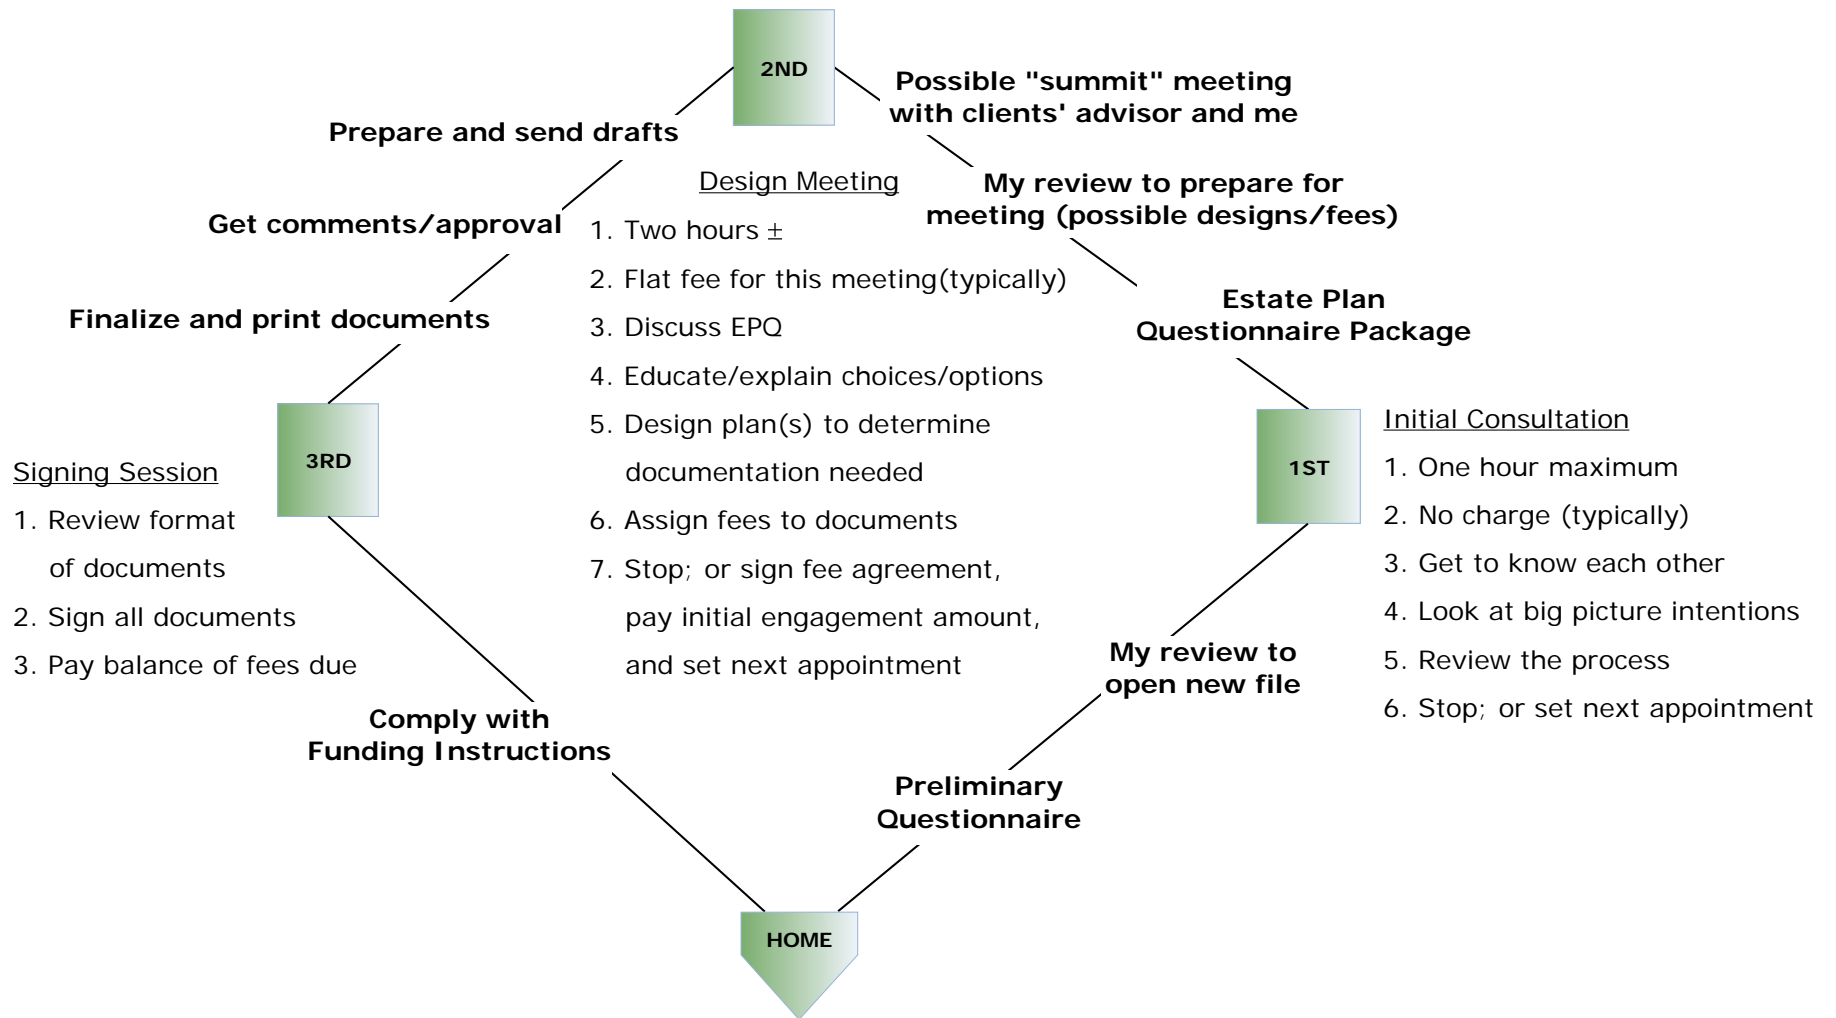 2ND
Possible "summit" meeting
with clients' advisor and me
Prepare and send drafts
Design Meeting
My review to prepare for
meeting (possible designs/fees)
Get comments/approval
1. Two hours ±
2. Flat fee for this meeting(typically)
3. Discuss EPQ
4. Educate/explain choices/options
5. Design plan(s) to determine
documentation needed
6. Assign fees to documents
7. Stop; or sign fee agreement,
pay initial engagement amount,
and set next appointment
Estate Plan
Questionnaire Package
Finalize and print documents
3RD
Signing Session
1. Review format
of documents
2. Sign all documents
3. Pay balance of fees due
1ST
Initial Consultation
1. One hour maximum
2. No charge (typically)
3. Get to know each other
4. Look at big picture intentions
5. Review the process
6. Stop; or set next appointment
My review to
open new file
Comply with
Funding Instructions
Preliminary
Questionnaire
HOME